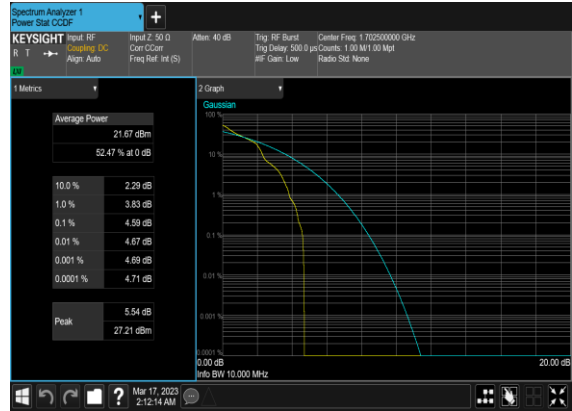 Spectrum Analyzer 1
Power Stat CCDF
KEYSIGHT
R T
Input: RF
Coupling: DC
Align: Auto
Input Z: 50 Ω
Corr CCorr
Freq Ref: Int (S)
Atten: 40 dB
Trig: RF Burst
Trig Delay: 500.0 µs
#IF Gain: Low
Center Freq: 1.702500000 GHz
Counts: 1.00 M/1.00 Mpt
Radio Std: None
1 Metrics
Average Power
21.67 dBm
52.47 % at 0 dB
10.0 % 2.29 dB
1.0 % 3.83 dB
0.1 % 4.59 dB
0.01 % 4.67 dB
0.001 % 4.69 dB
0.0001 % 4.71 dB
Peak
5.54 dB
27.21 dBm
2 Graph
Gaussian
100 %
10 %
1 %
0.1 %
0.01 %
0.001 %
0.0001 %
0.00 dB
20.00 dB
Info BW 10.000 MHz
?
Mar 17, 2023
2:12:14 AM